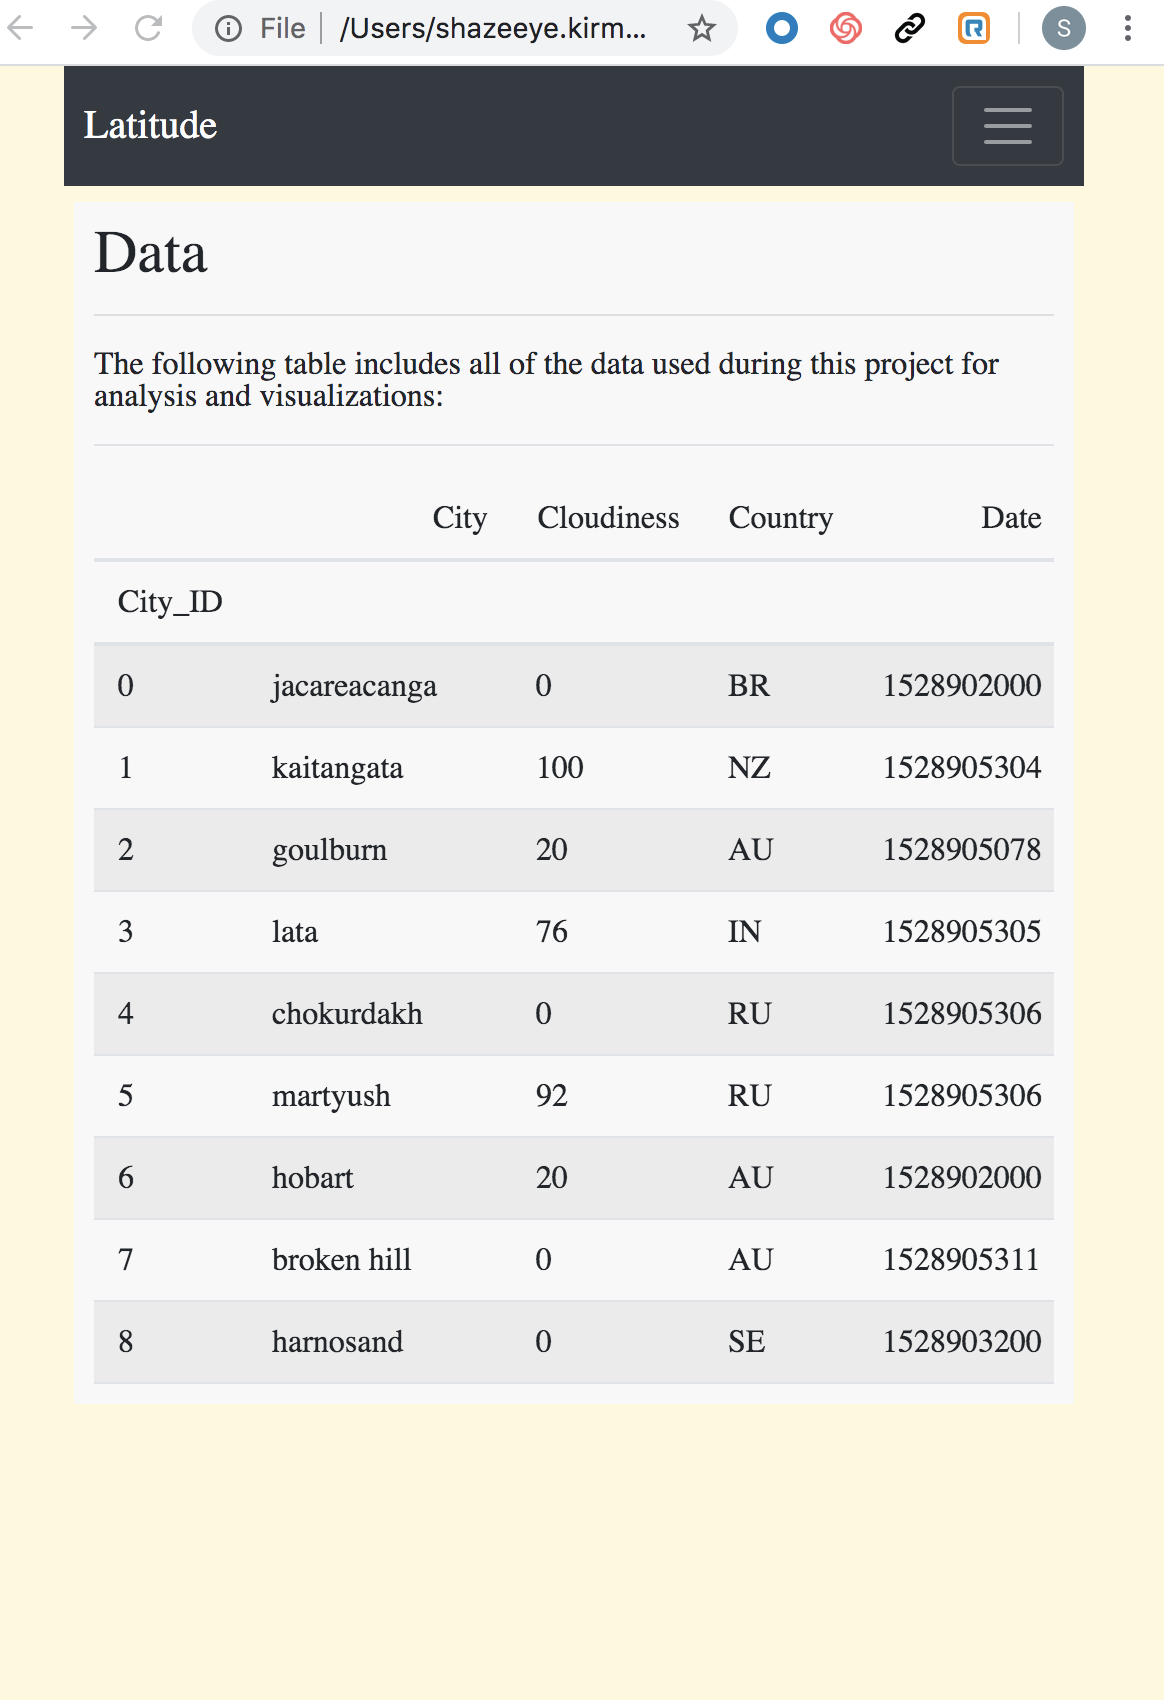 File | /Users/shazeeye.kirm...
S
Latitude
Data
The following table includes all of the data used during this project for
analysis and visualizations:
City Cloudiness Country Date
City_ID
0 jacareacanga 0 BR 1528902000
1 kaitangata 100 NZ 1528905304
2 goulburn 20 AU 1528905078
3 lata 76 IN 1528905305
4 chokurdakh 0 RU 1528905306
5 martyush 92 RU 1528905306
6 hobart 20 AU 1528902000
7 broken hill 0 AU 1528905311
8 harnosand 0 SE 1528903200